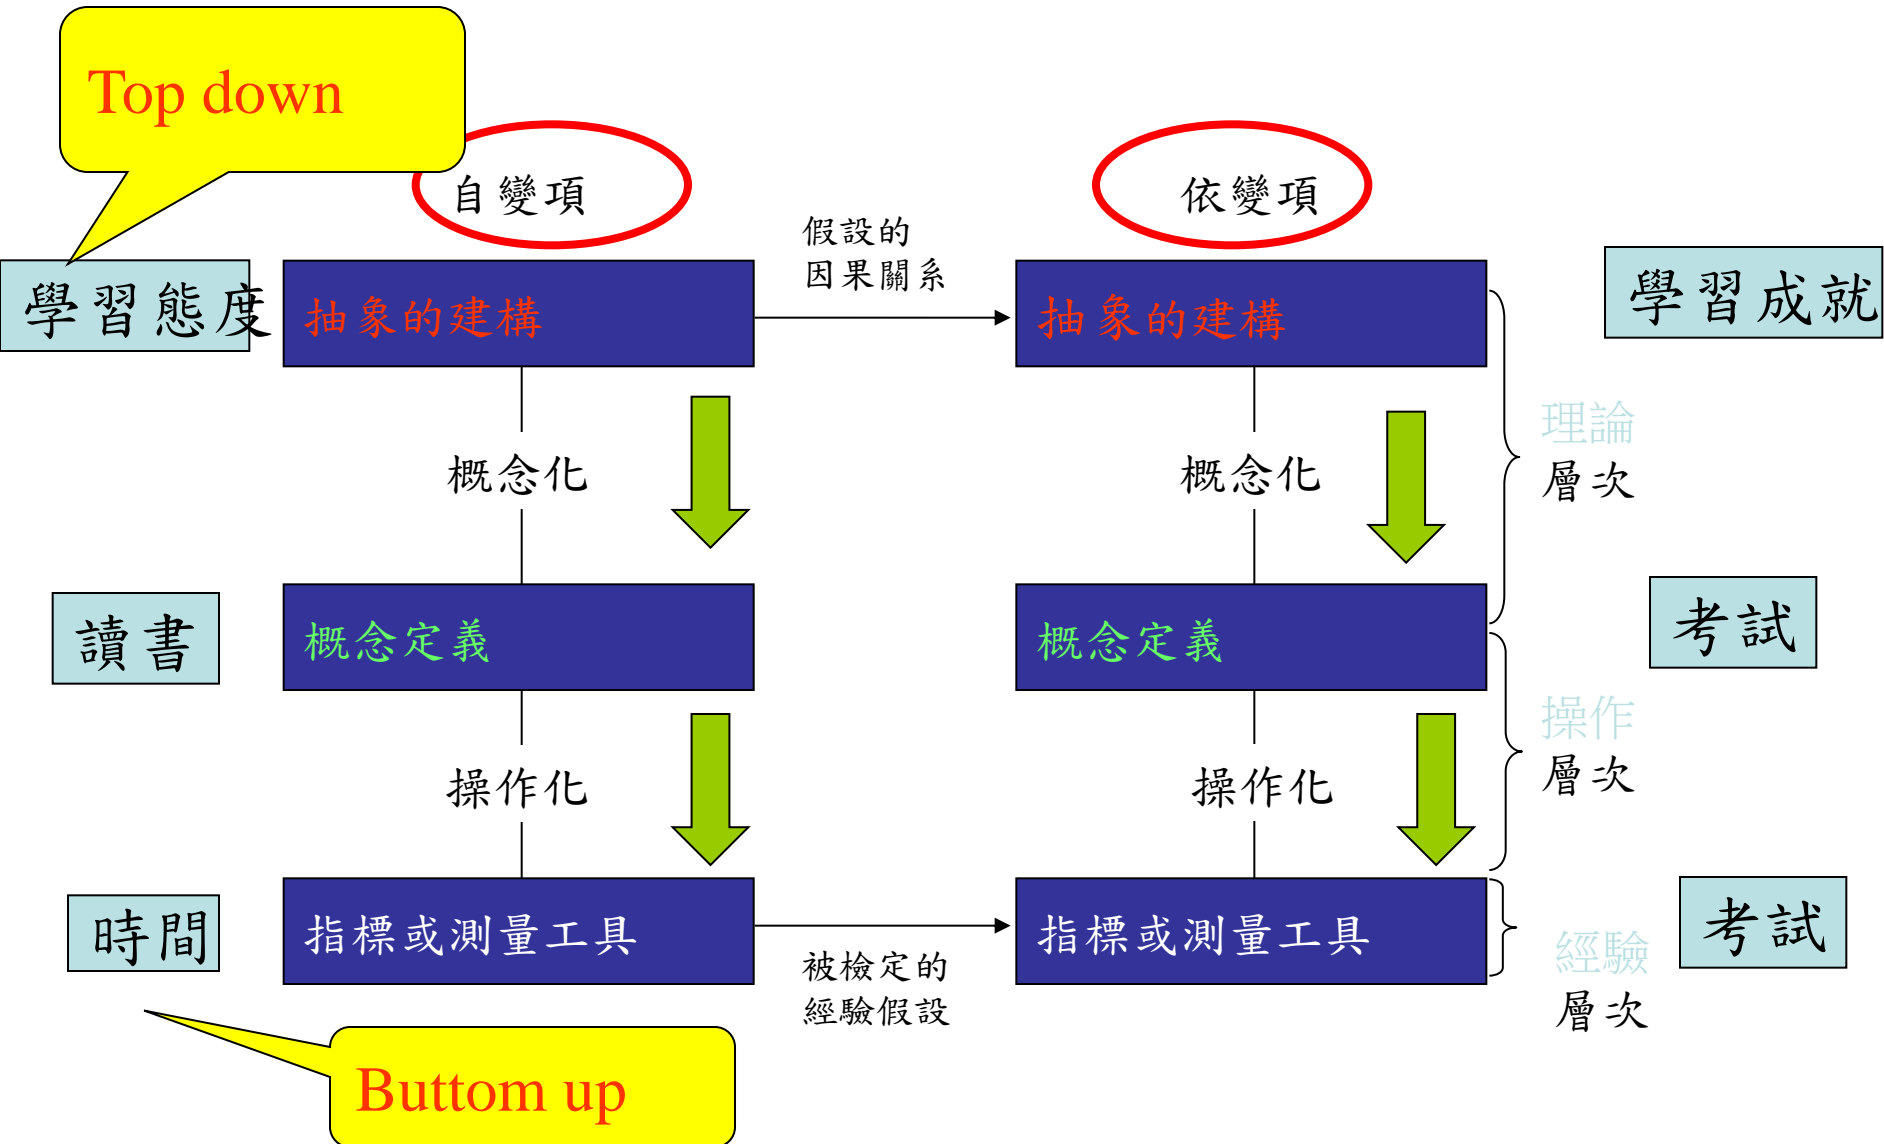 Top down
自變項
依變項
假設的
因果關系
學習態度
抽象的建構
抽象的建構
學習成就
概念化
概念化
理論
層次
讀書
概念定義
概念定義
考試
操作化
操作化
操作
層次
時間
指標或測量工具
指標或測量工具
考試
被檢定的
經驗假設
經驗
層次
Buttom up